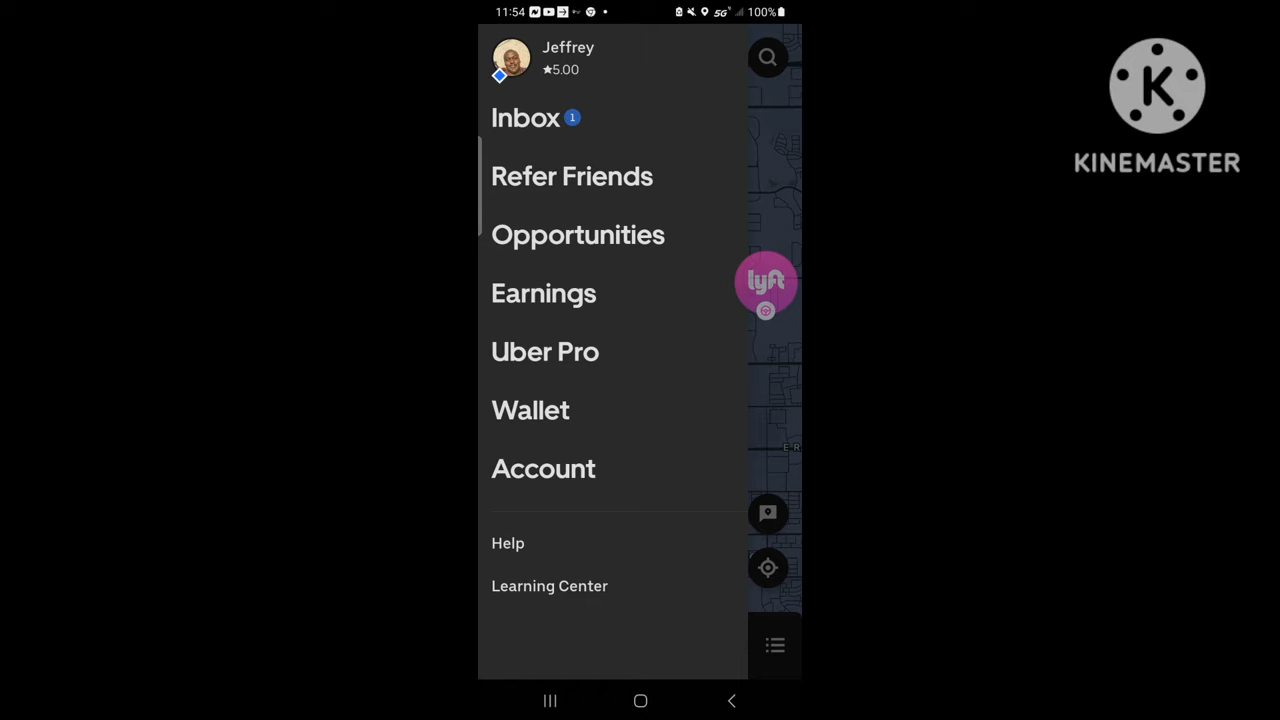 11:54
5G
100%
Jeffrey
★5.00
Inbox 1
Refer Friends
Opportunities
Earnings
Uber Pro
Wallet
Account
Help
Learning Center
lyft
E R
K
KINEMASTER